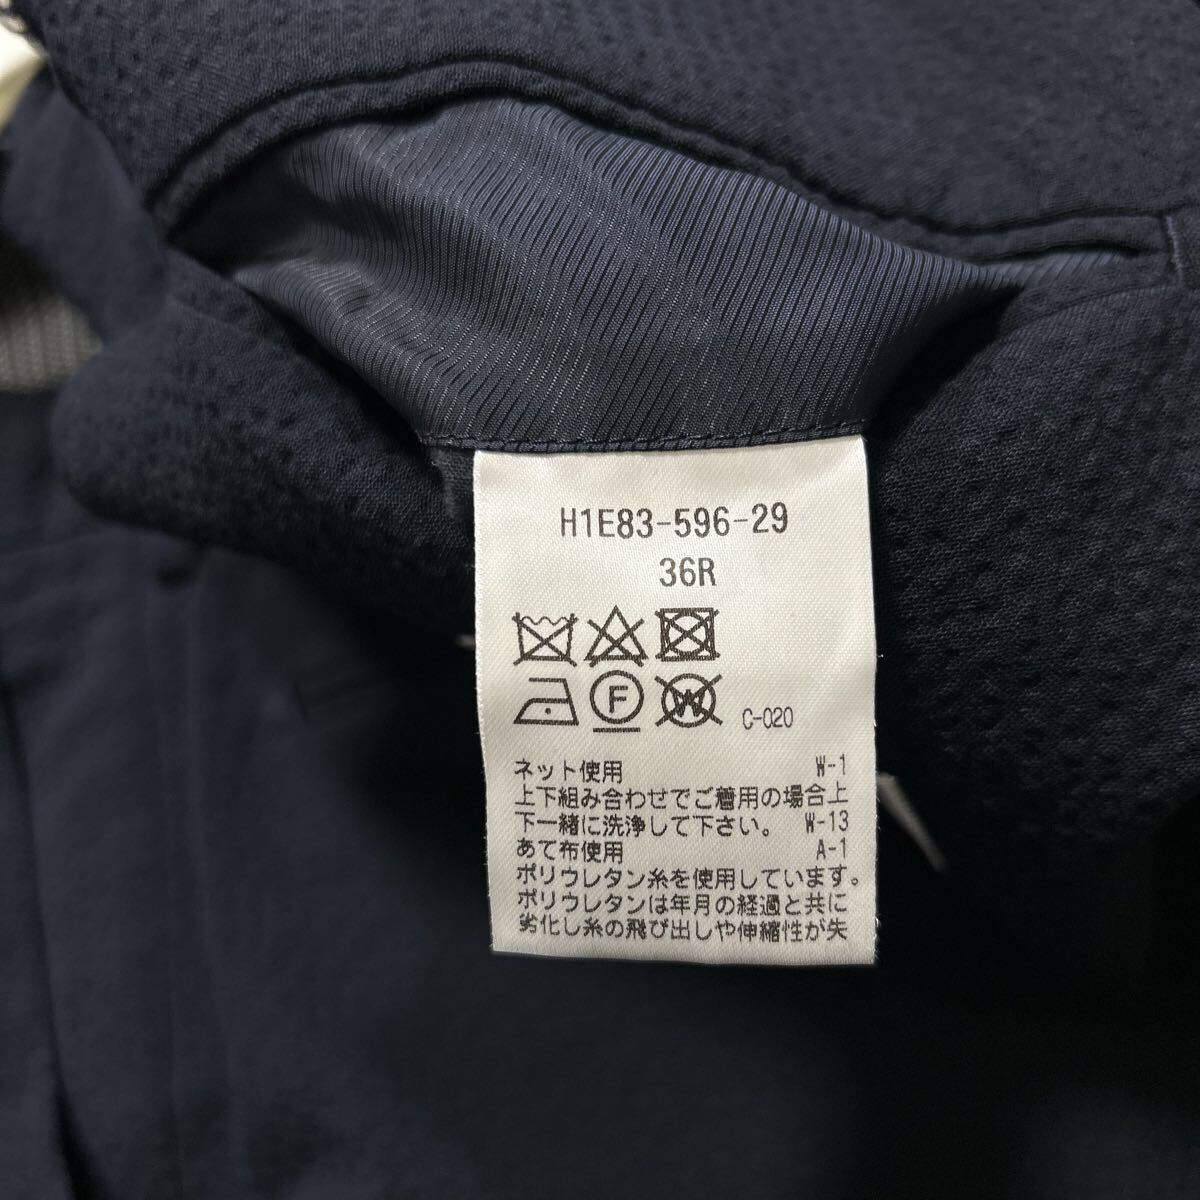 H1E83-596-29
36R
F W C-020
ネット使用 W-1
上下組み合わせでご着用の場合上
下一緒に洗浄して下さい。 W-13
あて布使用 A-1
ポリウレタン糸を使用しています。
ポリウレタンは年月の経過と共に
劣化し糸の飛び出しや伸縮性が失